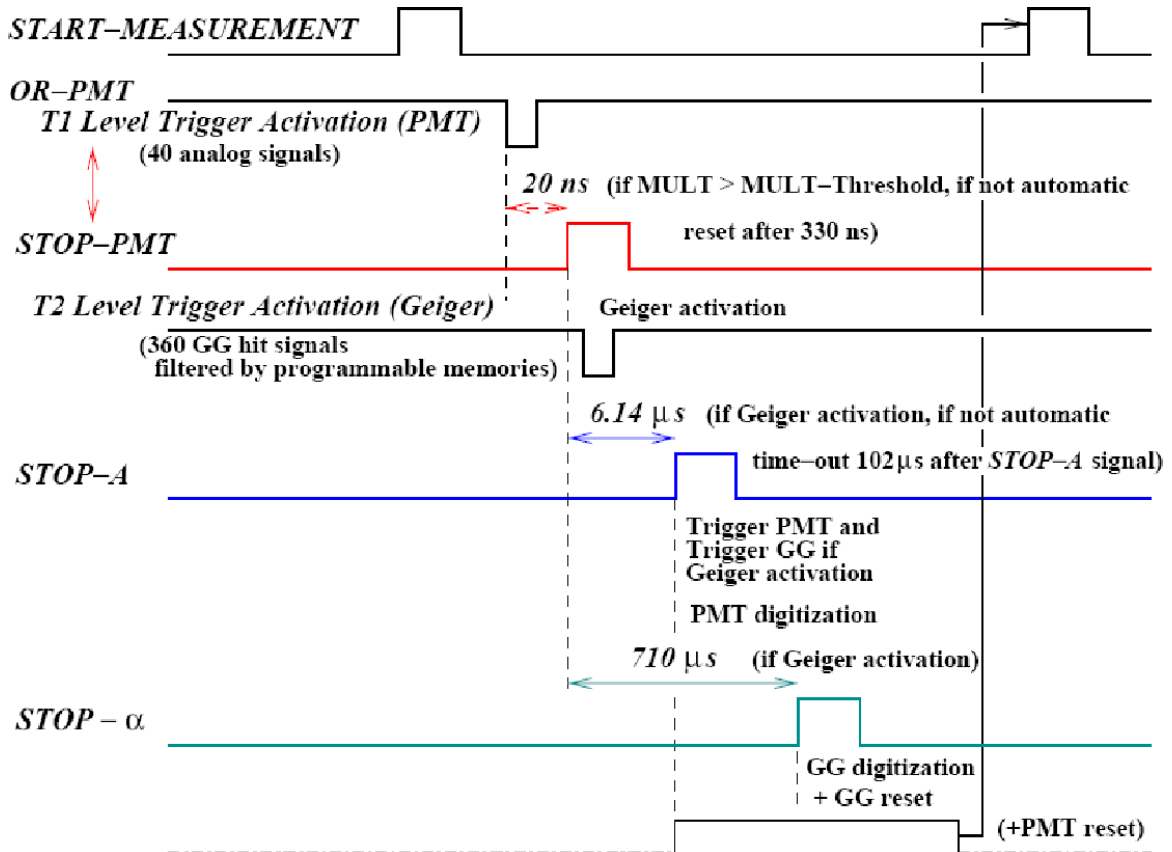 START–MEASUREMENT
OR–PMT
T1 Level Trigger Activation (PMT)
(40 analog signals)
20 ns (if MULT > MULT–Threshold, if not automatic
reset after 330 ns)
STOP–PMT
T2 Level Trigger Activation (Geiger)
Geiger activation
(360 GG hit signals
filtered by programmable memories)
6.14 μs (if Geiger activation, if not automatic
time–out 102μs after STOP–A signal)
STOP–A
Trigger PMT and
Trigger GG if
Geiger activation
PMT digitization
710 μs (if Geiger activation)
STOP – α
GG digitization
+ GG reset
(+PMT reset)